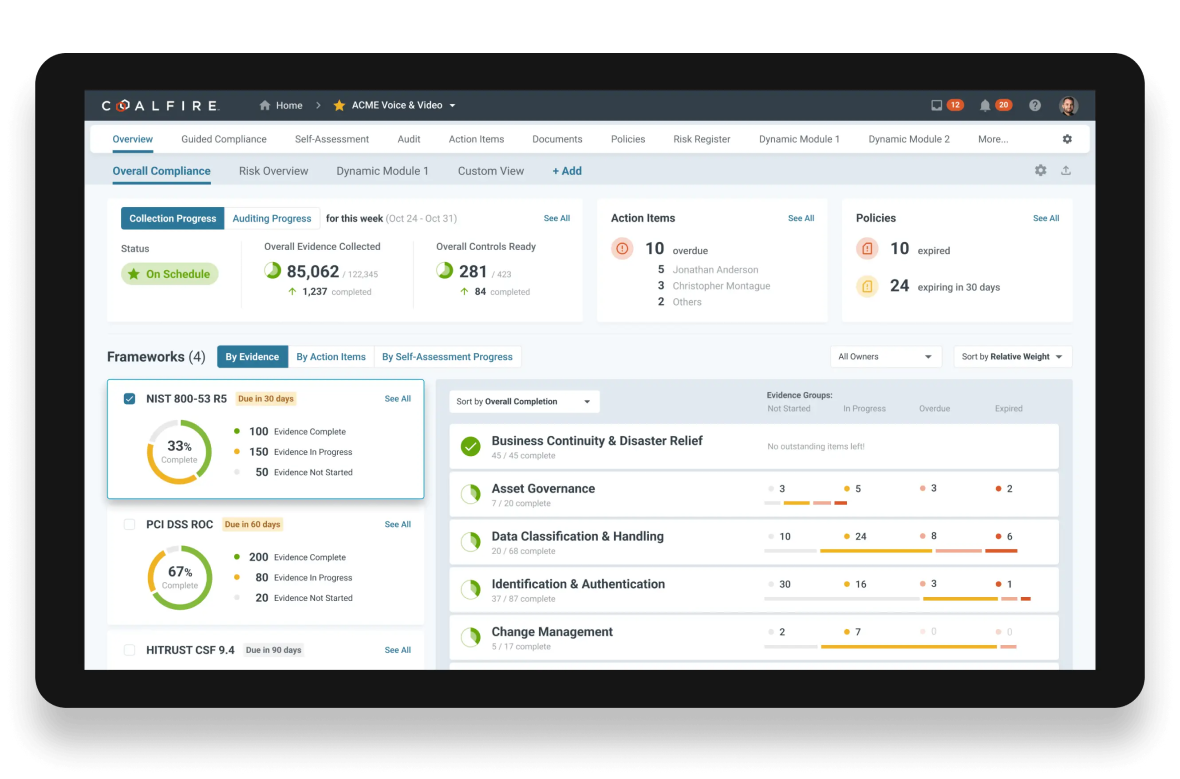 COALFIRE. Home > ACME Voice & Video 12 20 ?
Overview Guided Compliance Self-Assessment Audit Action Items Documents Policies Risk Register Dynamic Module 1 Dynamic Module 2 More...
Overall Compliance Risk Overview Dynamic Module 1 Custom View + Add
Collection Progress Auditing Progress for this week (Oct 24 - Oct 31) See All
Status
On Schedule
Overall Evidence Collected
85,062 / 122,345
1,237 completed
Overall Controls Ready
281 / 423
84 completed
Action Items See All
10 overdue
5 Jonathan Anderson
3 Christopher Montague
2 Others
Policies See All
10 expired
24 expiring in 30 days
Frameworks (4) By Evidence By Action Items By Self-Assessment Progress All Owners Sort by Relative Weight
NIST 800-53 R5 Due in 30 days See All
33%
Complete
100 Evidence Complete
150 Evidence In Progress
50 Evidence Not Started
PCI DSS ROC Due in 60 days See All
67%
Complete
200 Evidence Complete
80 Evidence In Progress
20 Evidence Not Started
HITRUST CSF 9.4 Due in 90 days See All
Sort by Overall Completion
Evidence Groups:
Not Started In Progress Overdue Expired
Business Continuity & Disaster Relief
45 / 45 complete
No outstanding items left!
Asset Governance
7 / 20 complete
3 5 3 2
Data Classification & Handling
20 / 68 complete
10 24 8 6
Identification & Authentication
37 / 87 complete
30 16 3 1
Change Management
5 / 17 complete
2 7 0 0